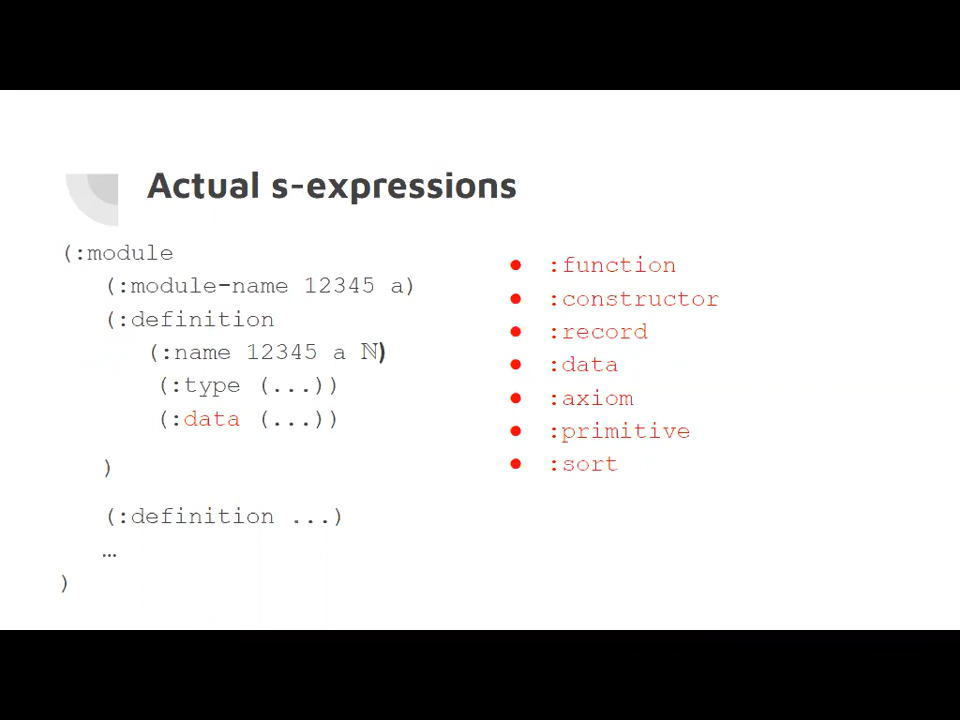 Actual s-expressions
(:module
(:module-name 12345 a)
(:definition
(:name 12345 a ℕ)
(:type (...))
(:data (...))
)
(:definition ...)
…
)
● :function
● :constructor
● :record
● :data
● :axiom
● :primitive
● :sort